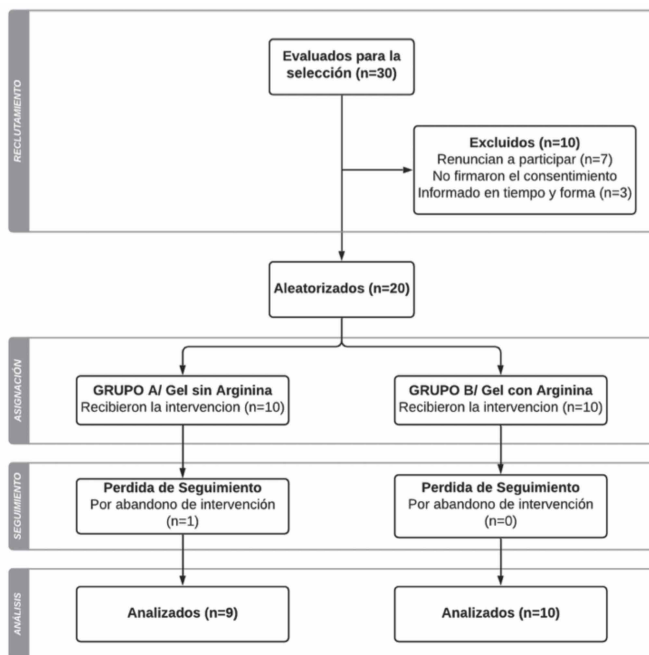 RECLUTAMIENTO
Evaluados para la
selección (n=30)
Excluidos (n=10)
Renuncian a participar (n=7)
No firmaron el consentimiento
Informado en tiempo y forma (n=3)
Aleatorizados (n=20)
ASIGNACIÓN
GRUPO A/ Gel sin Arginina
Recibieron la intervencion (n=10)
GRUPO B/ Gel con Arginina
Recibieron la intervencion (n=10)
SEGUIMIENTO
Perdida de Seguimiento
Por abandono de intervención
(n=1)
Perdida de Seguimiento
Por abandono de intervención
(n=0)
ANÁLISIS
Analizados (n=9)
Analizados (n=10)